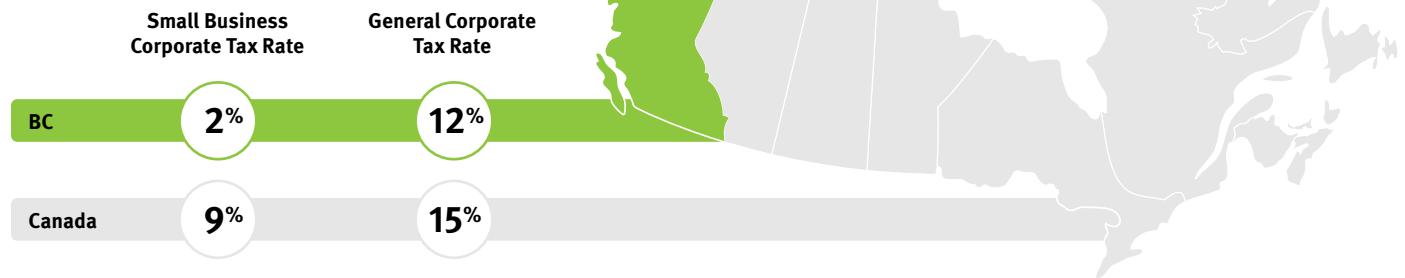 Small Business
Corporate Tax Rate
General Corporate
Tax Rate
BC 2% 12%
Canada 9% 15%